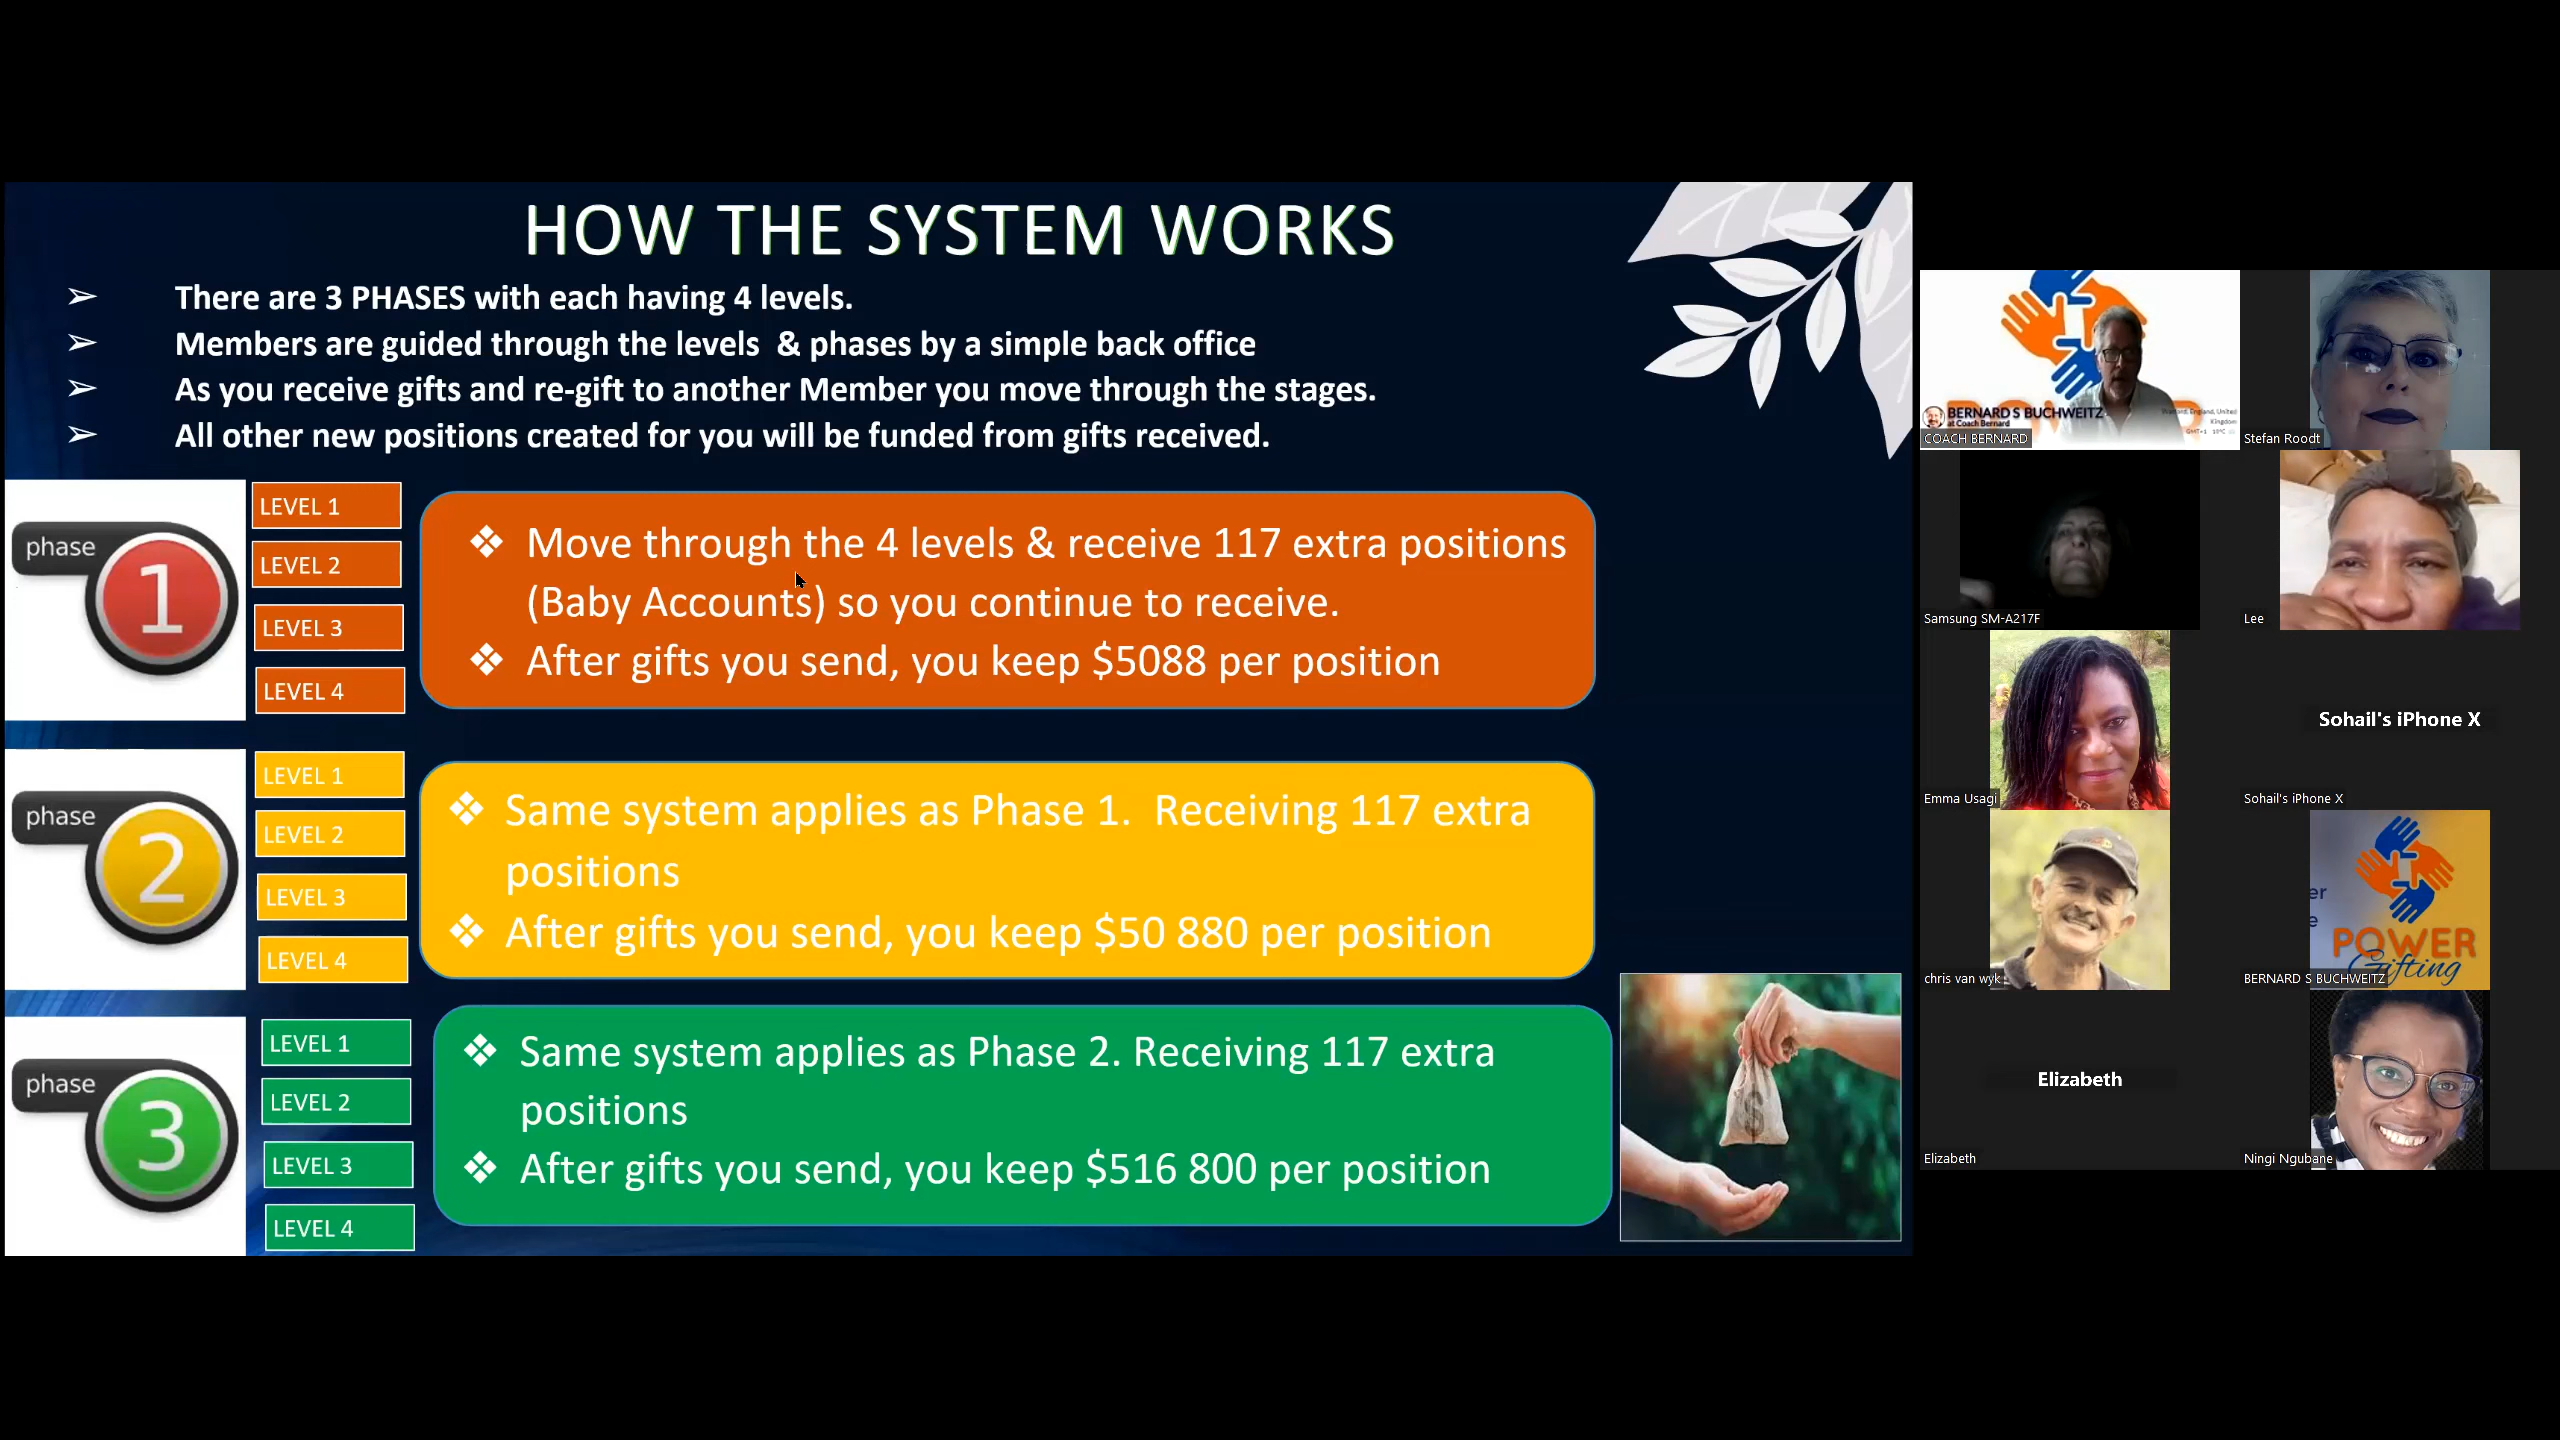 HOW THE SYSTEM WORKS
There are 3 PHASES with each having 4 levels.
Members are guided through the levels & phases by a simple back office
As you receive gifts and re-gift to another Member you move through the stages.
All other new positions created for you will be funded from gifts received.
phase
1
LEVEL 1
LEVEL 2
LEVEL 3
LEVEL 4
Move through the 4 levels & receive 117 extra positions
(Baby Accounts) so you continue to receive.
After gifts you send, you keep $5088 per position
phase
2
LEVEL 1
LEVEL 2
LEVEL 3
LEVEL 4
Same system applies as Phase 1. Receiving 117 extra
positions
After gifts you send, you keep $50 880 per position
phase
3
LEVEL 1
LEVEL 2
LEVEL 3
LEVEL 4
Same system applies as Phase 2. Receiving 117 extra
positions
After gifts you send, you keep $516 800 per position
BERNARD S BUCHWEITZ
at Coach Bernard
England, United
Kingdom
COACH BERNARD
Stefan Roodt
Samsung SM-A217F
Lee
Emma Usagi
Sohail's iPhone X
Sohail's iPhone X
chris van wyk
er
e
POWER
Gifting
BERNARD S BUCHWEITZ
Elizabeth
Elizabeth
Ningi Ngubane